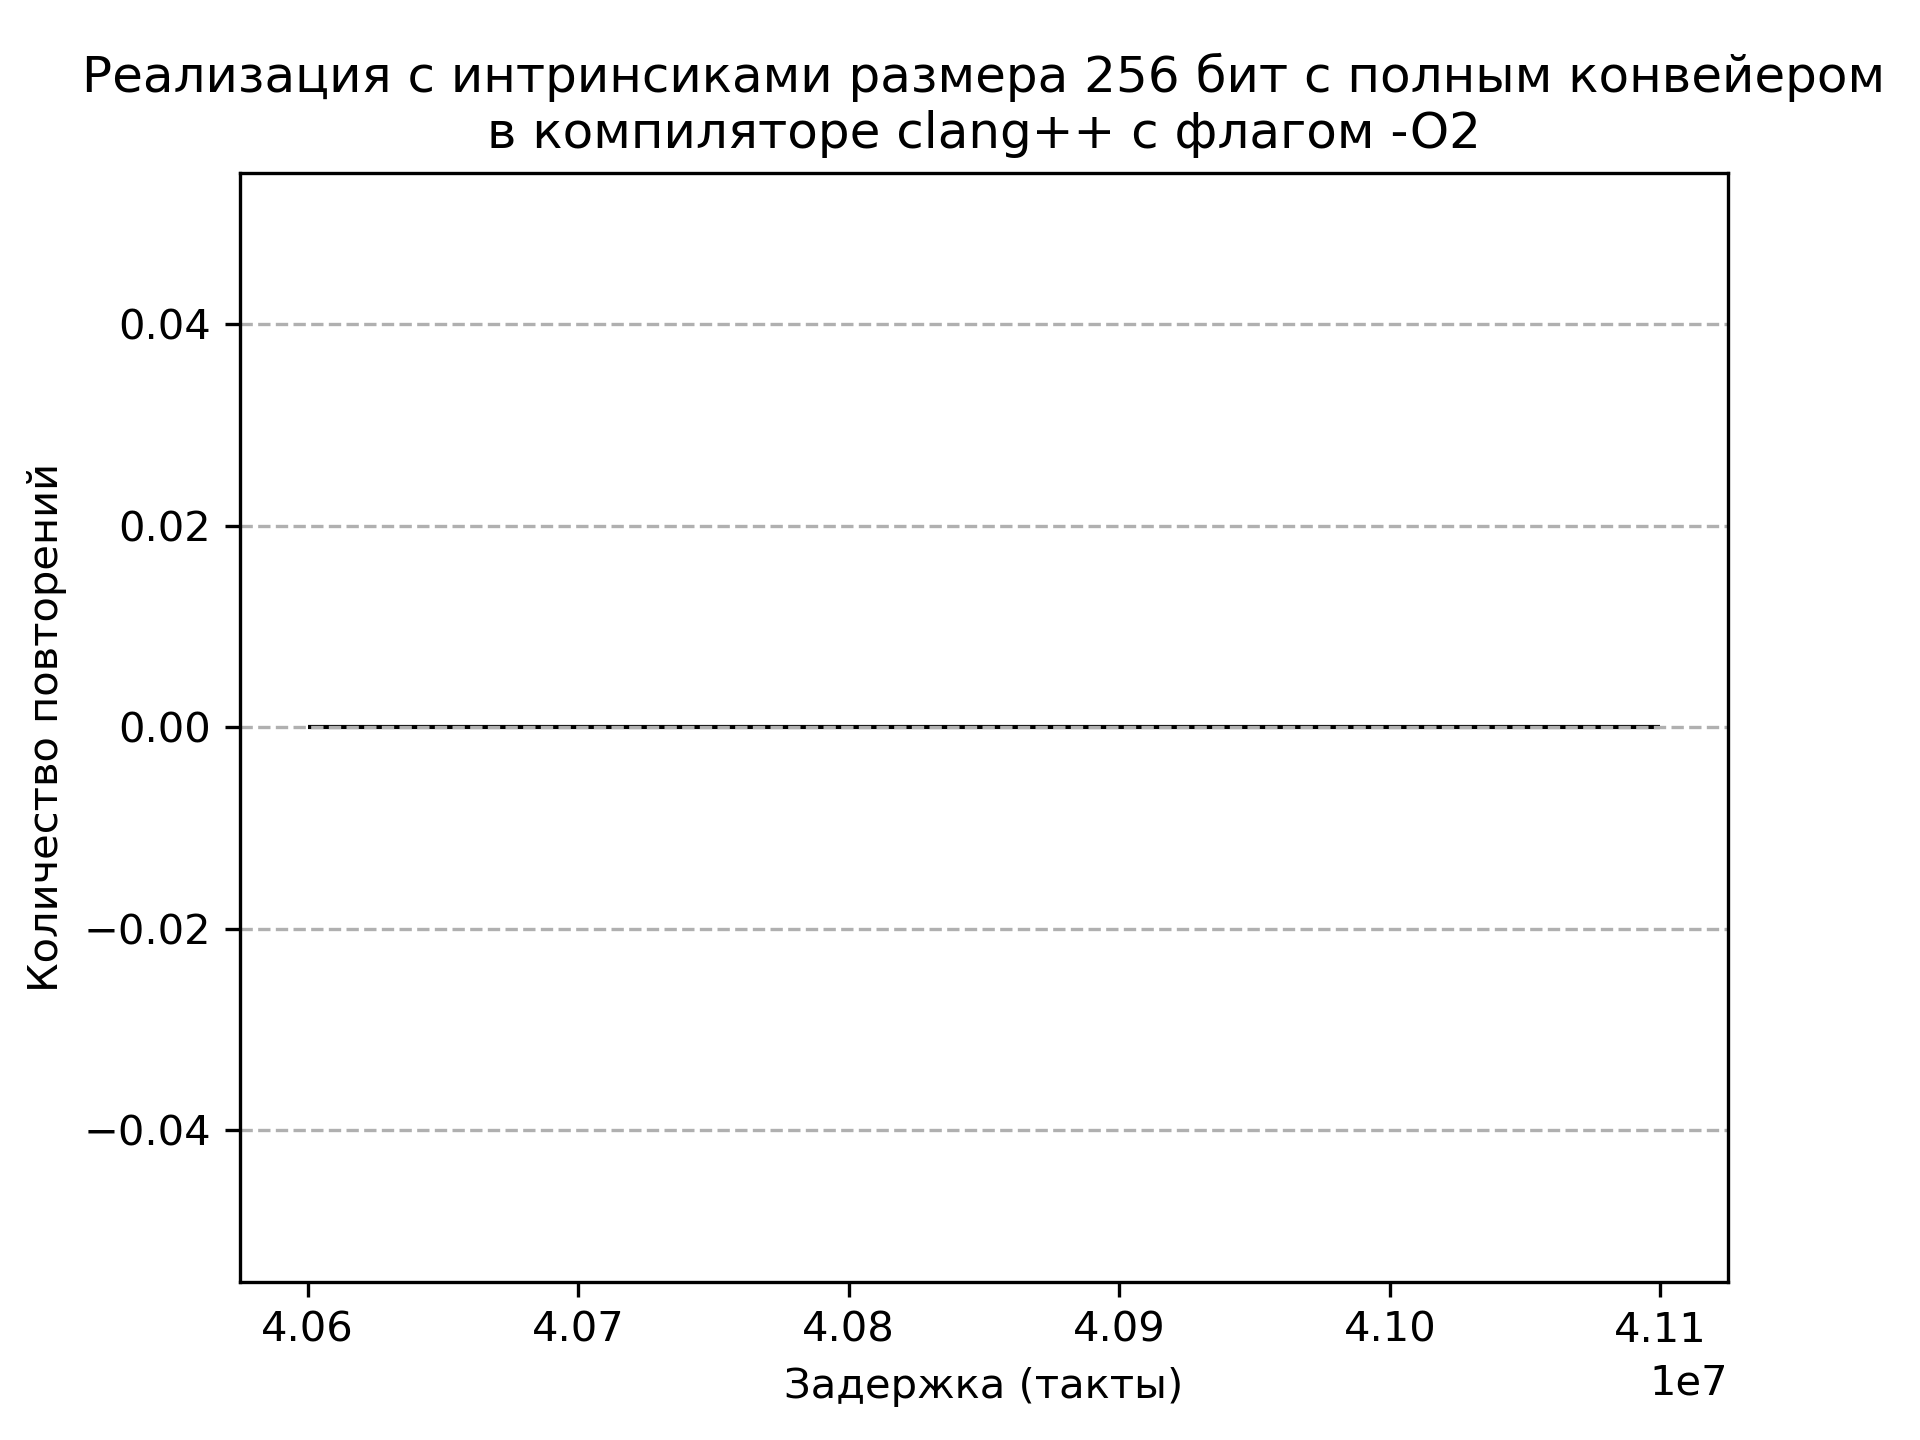 Реализация с интринсиками размера 256 бит с полным конвейером
в компиляторе clang++ с флагом -O2
Количество повторений
0.04
0.02
0.00
−0.02
−0.04
4.06 4.07 4.08 4.09 4.10 4.11
1e7
Задержка (такты)